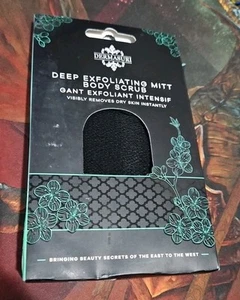 DERMASURI
DEEP EXFOLIATING MITT
BODY SCRUB
GANT EXFOLIANT INTENSIF
VISIBLY REMOVES DRY SKIN INSTANTLY
BRINGING BEAUTY SECRETS OF THE EAST TO THE WEST